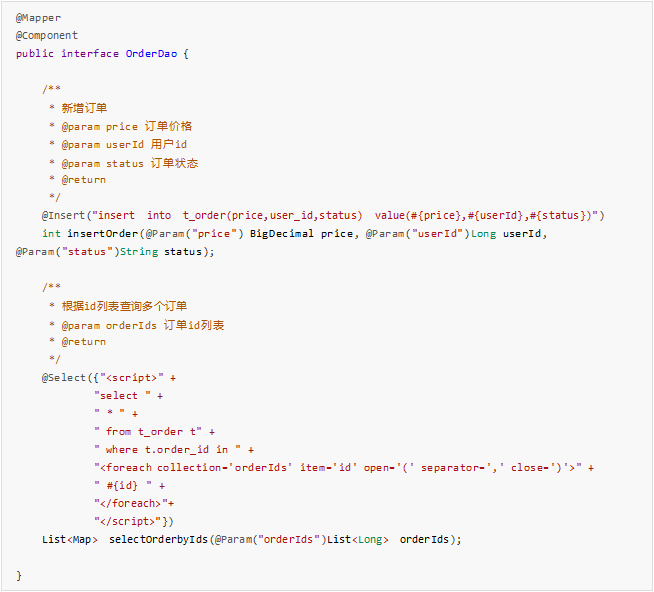 @Mapper
@Component
public interface OrderDao {
/**
* 新增订单
* @param price 订单价格
* @param userId 用户id
* @param status 订单状态
* @return
*/
@Insert("insert into t_order(price,user_id,status) value(#{price},#{userId},#{status})")
int insertOrder(@Param("price") BigDecimal price, @Param("userId")Long userId,
@Param("status")String status);
/**
* 根据id列表查询多个订单
* @param orderIds 订单id列表
* @return
*/
@Select({"<script>" +
"select " +
" * " +
" from t_order t" +
" where t.order_id in " +
"<foreach collection='orderIds' item='id' open='(' separator=',' close=')'>" +
" #{id} " +
"</foreach>"+
"</script>"})
List<Map> selectOrderbyIds(@Param("orderIds")List<Long> orderIds);
}